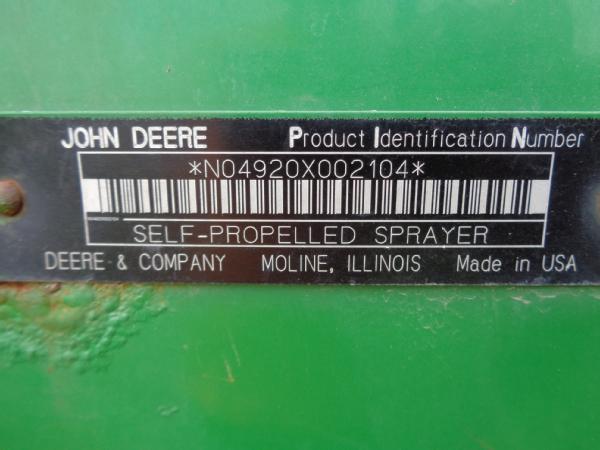 JOHN DEERE Product Identification Number
*N04920X002104*
SELF-PROPELLED SPRAYER
DEERE & COMPANY MOLINE, ILLINOIS Made in USA